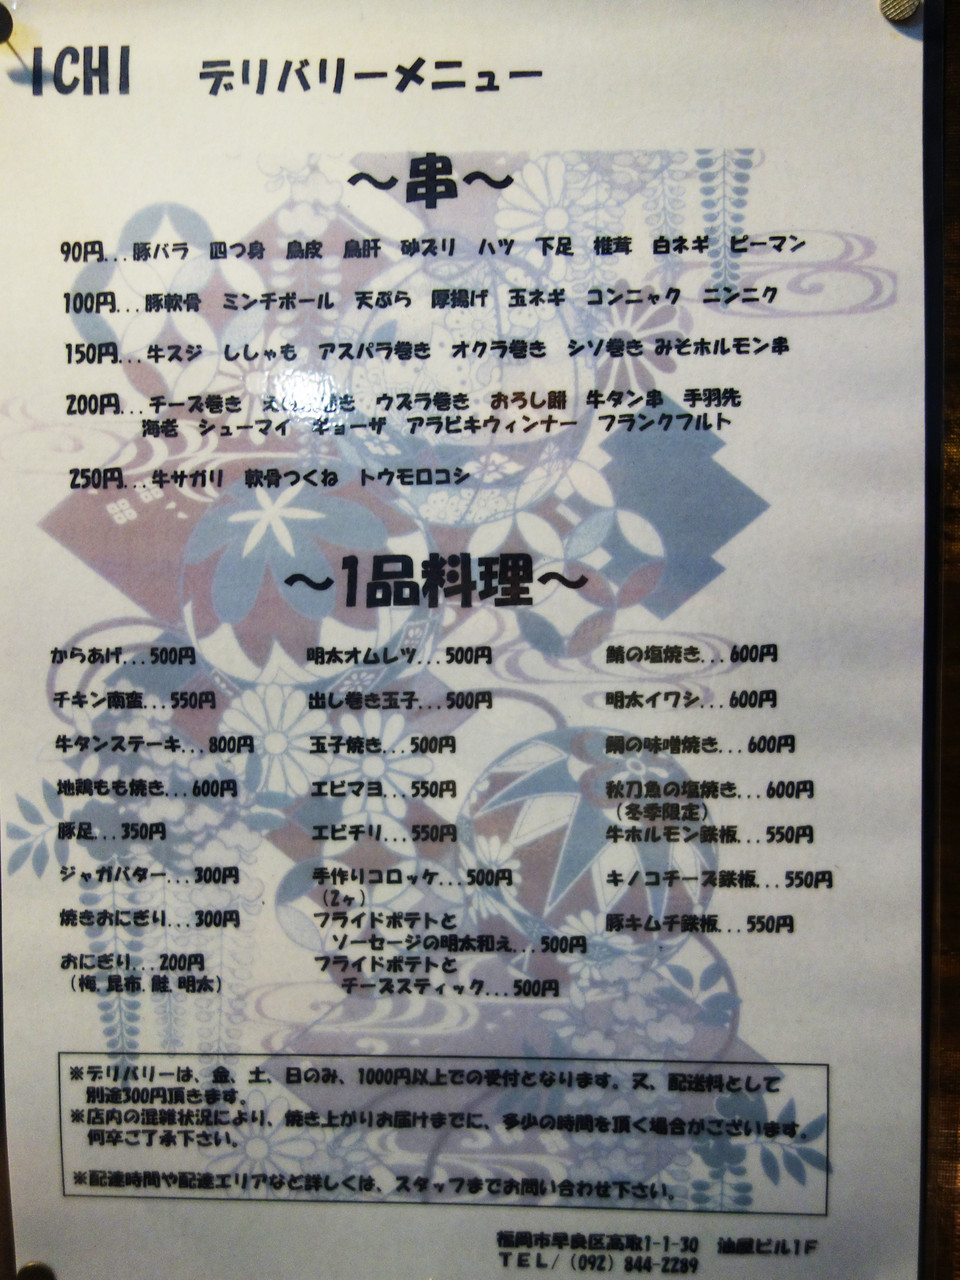 ICHI デリバリーメニュー
～串～
90円...豚バラ 四つ身 鳥皮 鳥肝 砂ズリ ハツ 下足 椎茸 白ネギ ピーマン
100円...豚軟骨 ミンチボール 天ぷら 厚揚げ 玉ネギ コンニャク ニンニク
150円...牛スジ ししゃも アスパラ巻き オクラ巻き シソ巻き みそホルモン串
200円...チーズ巻き ウズラ巻き おろし餅 牛タン串 手羽先
海老 シューマイ ギョーザ アラビキウィンナー フランクフルト
250円...牛サガリ 軟骨つくね トウモロコシ
～1品料理～
からあげ...500円 明太オムレツ...500円 鯖の塩焼き...600円
チキン南蛮...550円 出し巻き玉子...500円 明太イワシ...600円
牛タンステーキ...800円 玉子焼き...500円 鯛の味噌焼き...600円
地鶏もも焼き...600円 エビマヨ...550円 秋刀魚の塩焼き...600円
(冬季限定)
豚足...350円 エビチリ...550円 牛ホルモン鉄板...550円
ジャガバター...300円 手作りコロッケ...500円 キノコチーズ鉄板...550円
(2ヶ)
焼きおにぎり...300円 フライドポテトと 豚キムチ鉄板...550円
ソーセージの明太和え...500円
おにぎり...200円 フライドポテトと
(梅.昆布.鮭.明太) チーズスティック...500円
※デリバリーは、金、土、日のみ、1000円以上での受付となります。又、配送料として
別途300円頂きます。
※店内の混雑状況により、焼き上がりお届けまでに、多少の時間を頂く場合がございます。
何卒ご了承下さい。
※配達時間や配達エリアなど詳しくは、スタッフまでお問い合わせ下さい。
福岡市早良区高取1-1-30 油屋ビル1F
TEL/(092) 844-2289